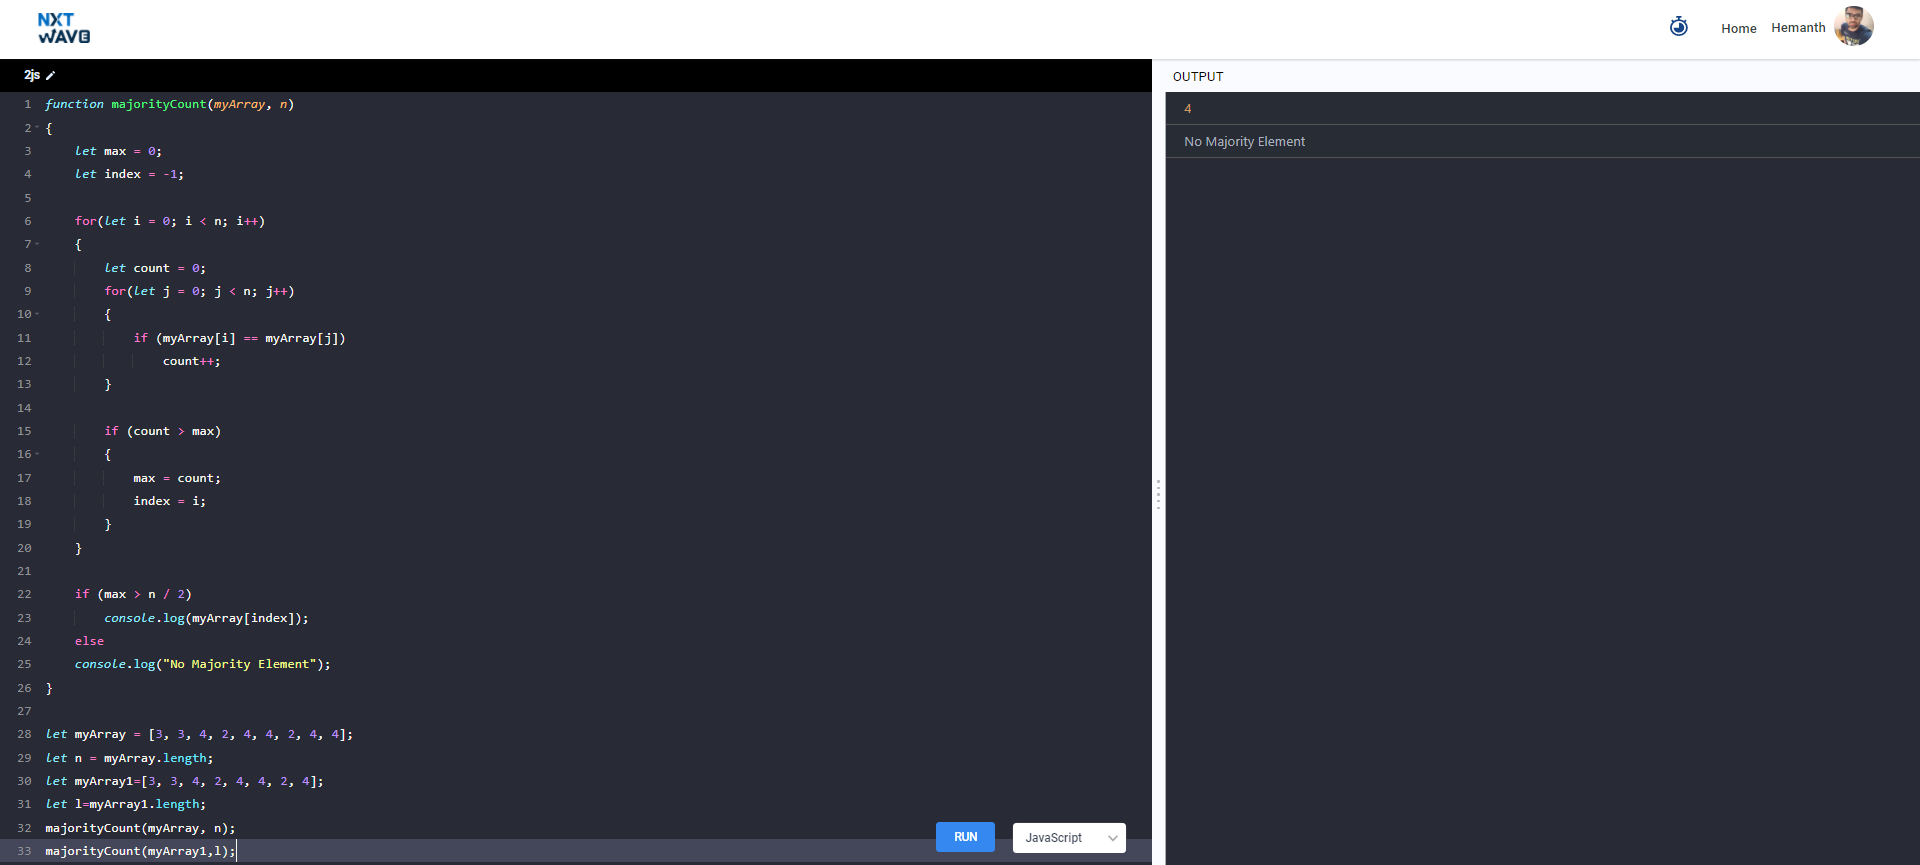 NXT
WAVE
Home
Hemanth
2js
OUTPUT
1 function majorityCount(myArray, n)
2 {
3     let max = 0;
4     let index = -1;
5
6     for(let i = 0; i < n; i++)
7     {
8         let count = 0;
9         for(let j = 0; j < n; j++)
10         {
11             if (myArray[i] == myArray[j])
12                 count++;
13         }
14
15         if (count > max)
16         {
17             max = count;
18             index = i;
19         }
20     }
21
22     if (max > n / 2)
23         console.log(myArray[index]);
24     else
25     console.log("No Majority Element");
26 }
27
28 let myArray = [3, 3, 4, 2, 4, 4, 2, 4, 4];
29 let n = myArray.length;
30 let myArray1=[3, 3, 4, 2, 4, 4, 2, 4];
31 let l=myArray1.length;
32 majorityCount(myArray, n);
33 majorityCount(myArray1,l);
RUN
JavaScript
4
No Majority Element